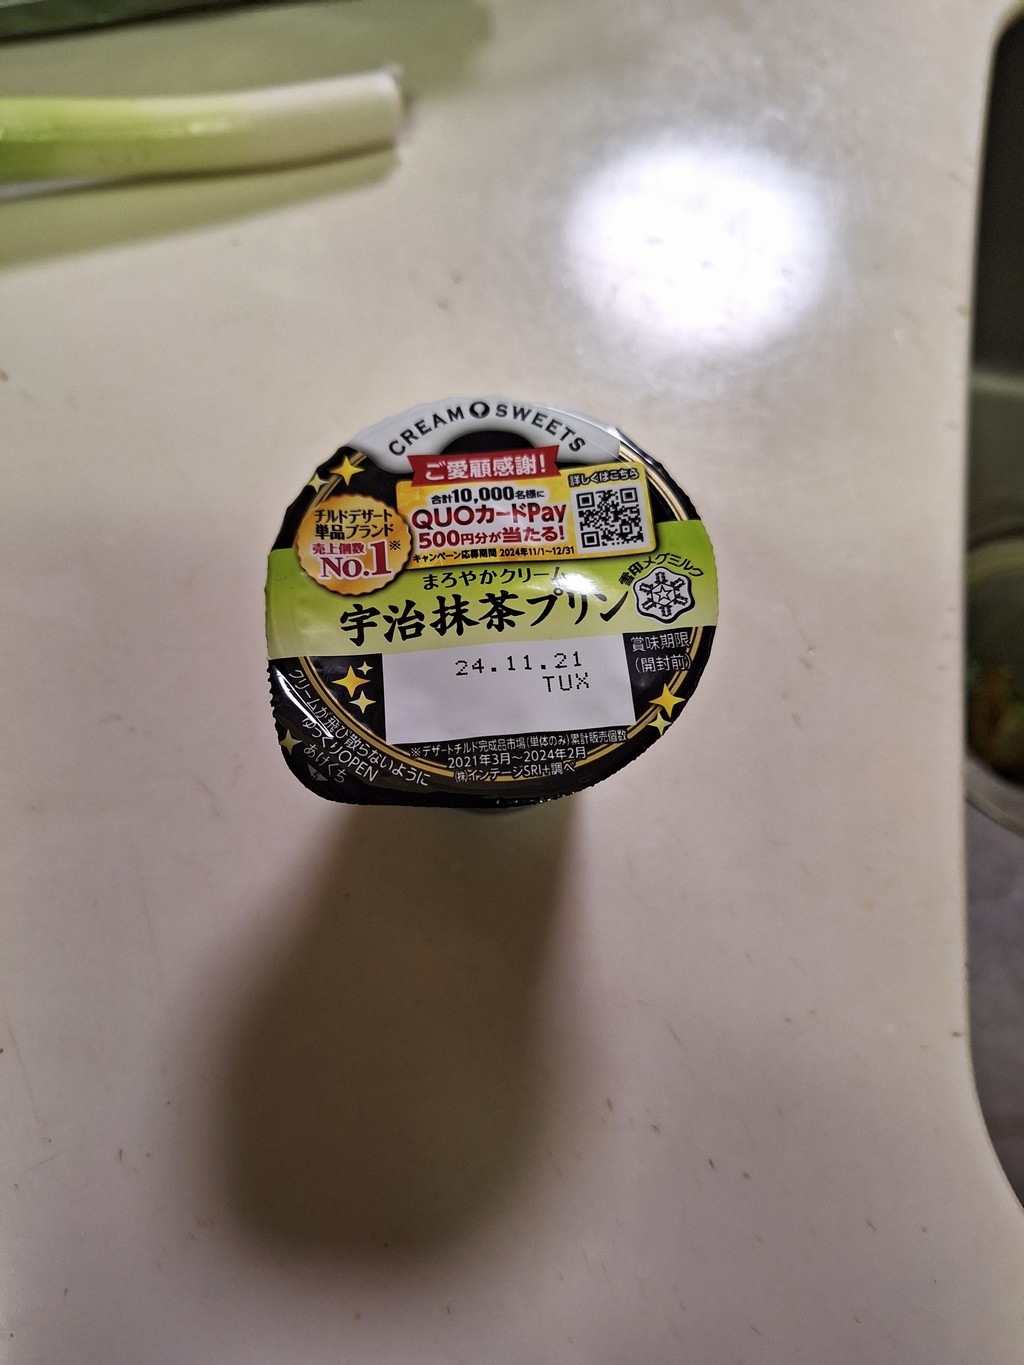 CREAM SWEETS
ご愛顧感謝!
合計10,000名様に
QUOカードPay
500円分が当たる!
キャンペーン応募期間 2024年11/1~12/31
詳しくはこちら
チルドデザート
単品ブランド
売上個数
No.1※
まろやかクリーム
宇治抹茶プリン
雪印メグミルク
24.11.21
TUX
賞味期限
(開封前)
クリームが飛び散らないように
ゆっくりOPEN
あけくち
※デザートチルド完成品市場(単体のみ)累計販売個数
2021年3月~2024年2月
㈱インテージSRI+調べ